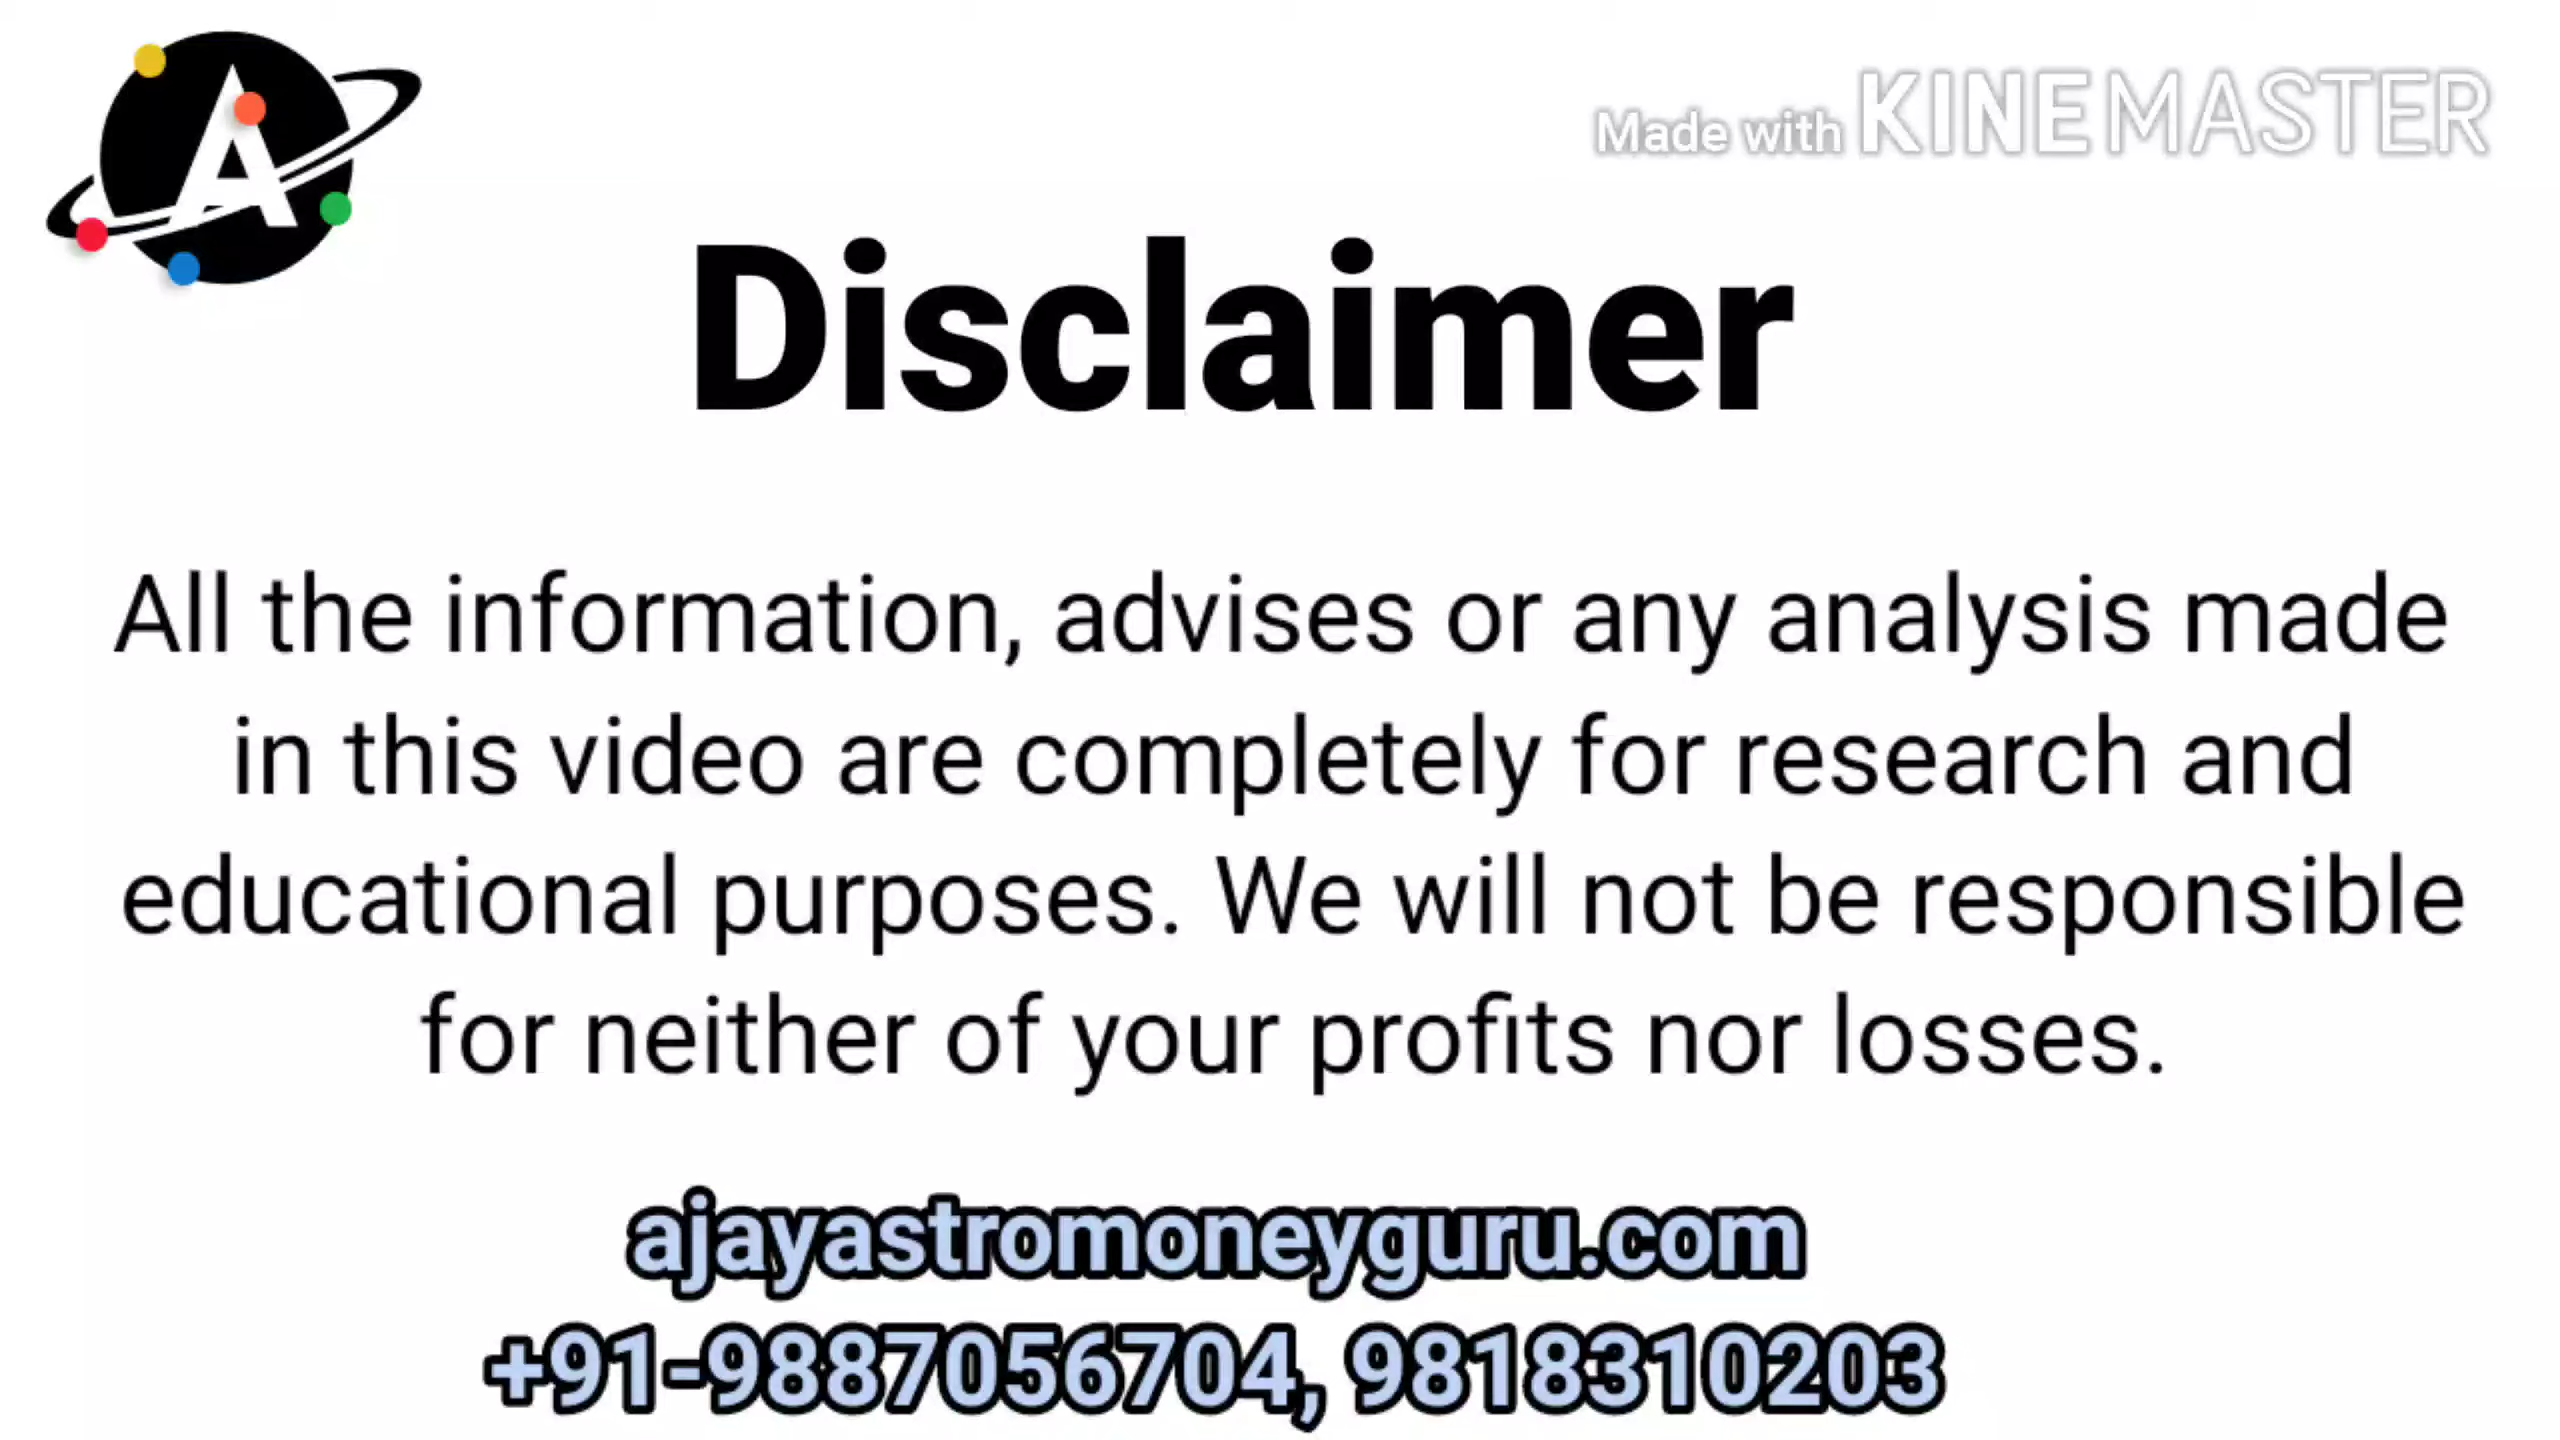 A
Made with KINEMASTER
Disclaimer
All the information, advises or any analysis made
in this video are completely for research and
educational purposes. We will not be responsible
for neither of your profits nor losses.
ajayastromoneyguru.com
+91-9887056704, 9818310203